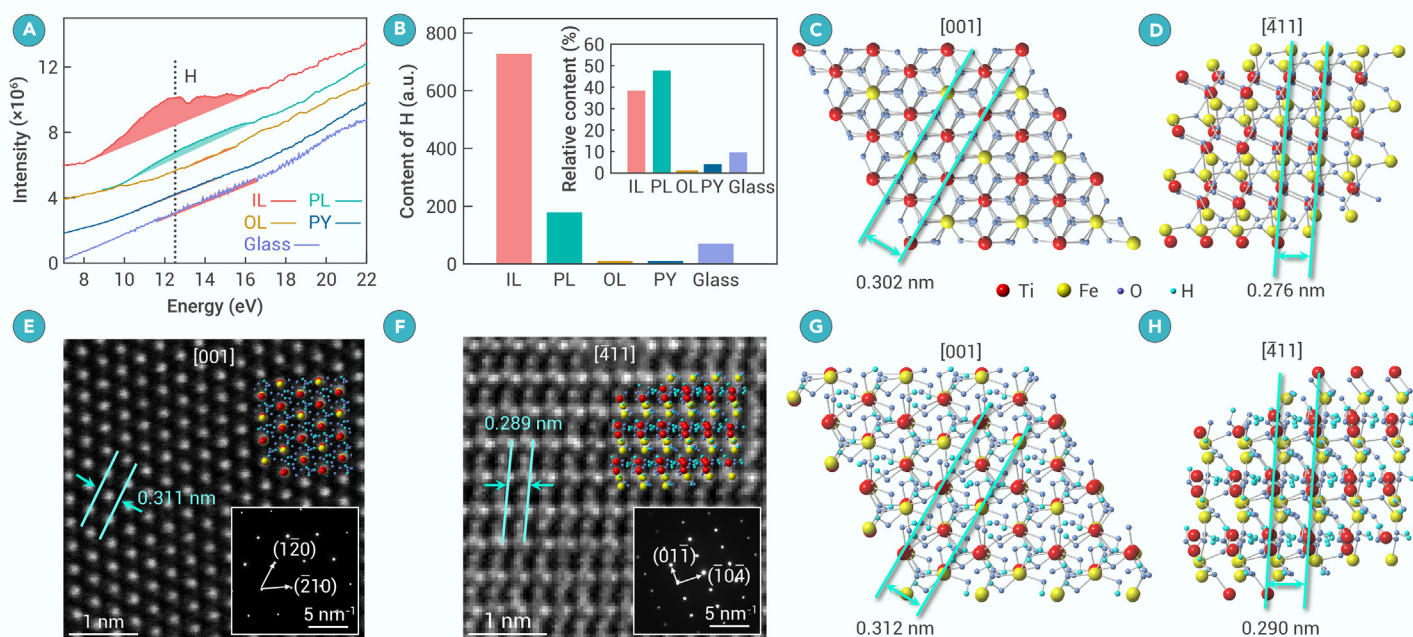 A
Intensity (×10⁶)
12
8
4
0
H
IL
PL
OL
PY
Glass
8
10
12
14
16
18
20
22
Energy (eV)
B
Content of H (a.u.)
800
600
400
200
0
IL
PL
OL
PY
Glass
Relative content (%)
60
50
40
30
20
10
0
IL
PL
OL
PY
Glass
C
[001]
0.302 nm
D
[4̄11]
0.276 nm
Ti
Fe
O
H
E
[001]
0.311 nm
(12̄0)
(2̄10)
5 nm⁻¹
1 nm
F
[4̄11]
0.289 nm
(011̄)
(1̄04̄)
5 nm⁻¹
1 nm
G
[001]
0.312 nm
H
[4̄11]
0.290 nm